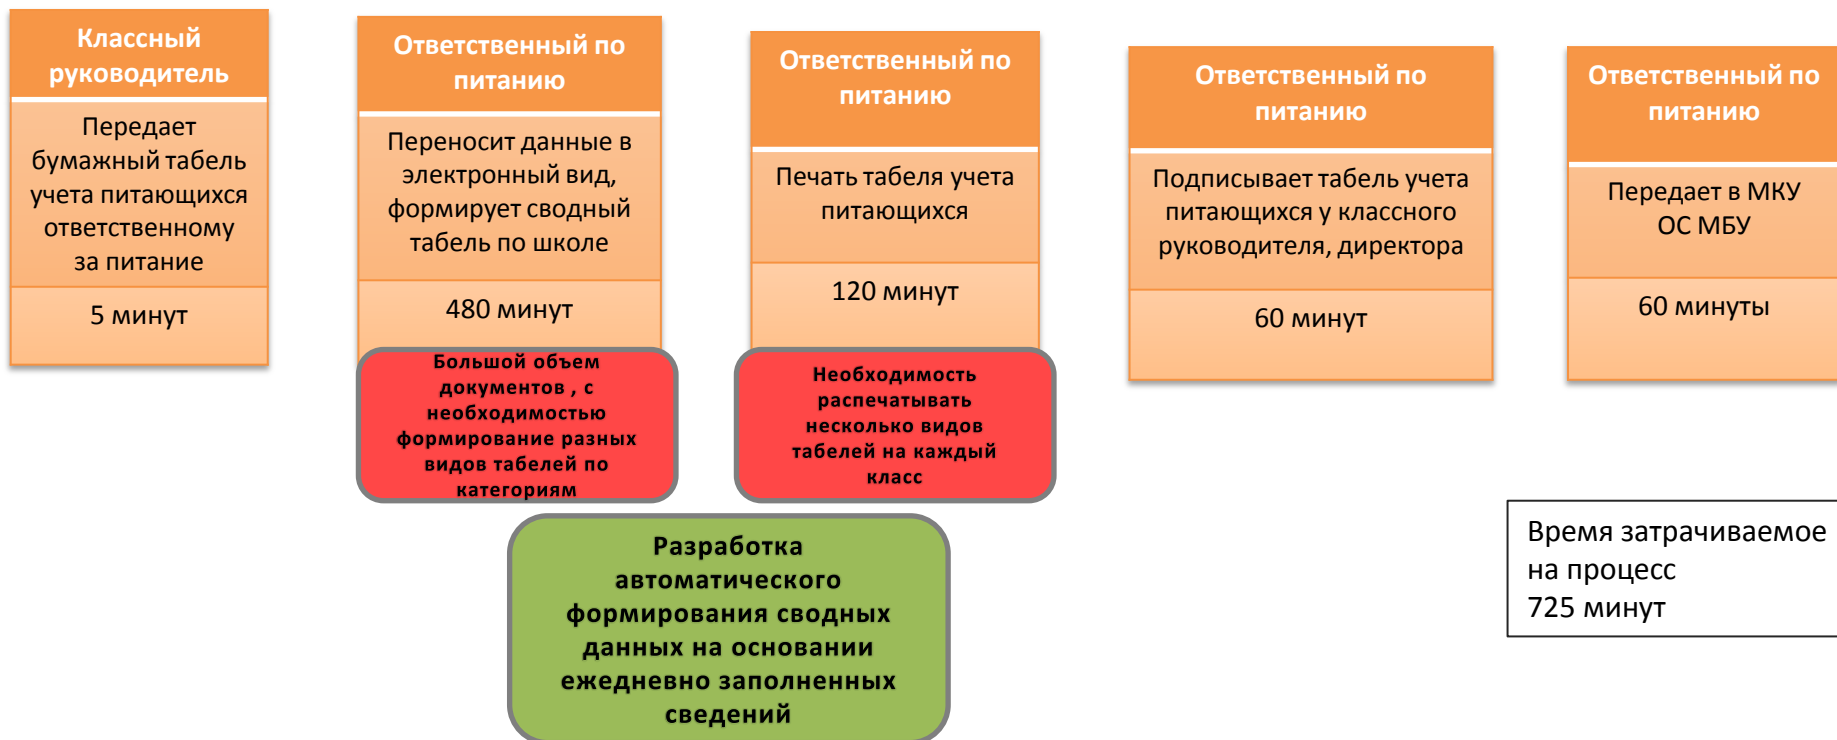 Классный
руководитель
Передает
бумажный табель
учета питающихся
ответственному
за питание
5 минут
Ответственный по
питанию
Переносит данные в
электронный вид,
формирует сводный
табель по школе
480 минут
Большой объем
документов , с
необходимостью
формирование разных
видов табелей по
категориям
Ответственный по
питанию
Печать табеля учета
питающихся
120 минут
Необходимость
распечатывать
несколько видов
табелей на каждый
класс
Ответственный по
питанию
Подписывает табель учета
питающихся у классного
руководителя, директора
60 минут
Ответственный по
питанию
Передает в МКУ
ОС МБУ
60 минуты
Разработка
автоматического
формирования сводных
данных на основании
ежедневно заполненных
сведений
Время затрачиваемое
на процесс
725 минут